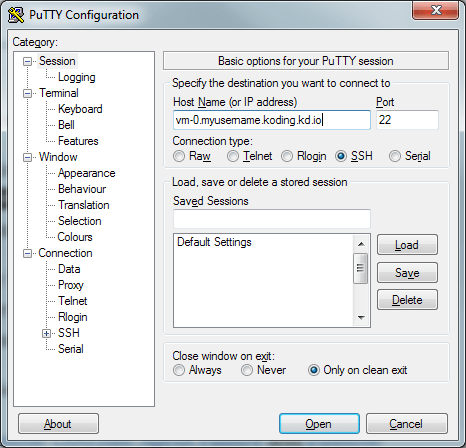 PuTTY Configuration
Category:
Session
Logging
Terminal
Keyboard
Bell
Features
Window
Appearance
Behaviour
Translation
Selection
Colours
Connection
Data
Proxy
Telnet
Rlogin
SSH
Serial
Basic options for your PuTTY session
Specify the destination you want to connect to
Host Name (or IP address) Port
vm-0.myusername.koding.kd.io 22
Connection type:
Raw Telnet Rlogin SSH Serial
Load, save or delete a stored session
Saved Sessions
Default Settings
Load
Save
Delete
Close window on exit:
Always Never Only on clean exit
About Open Cancel